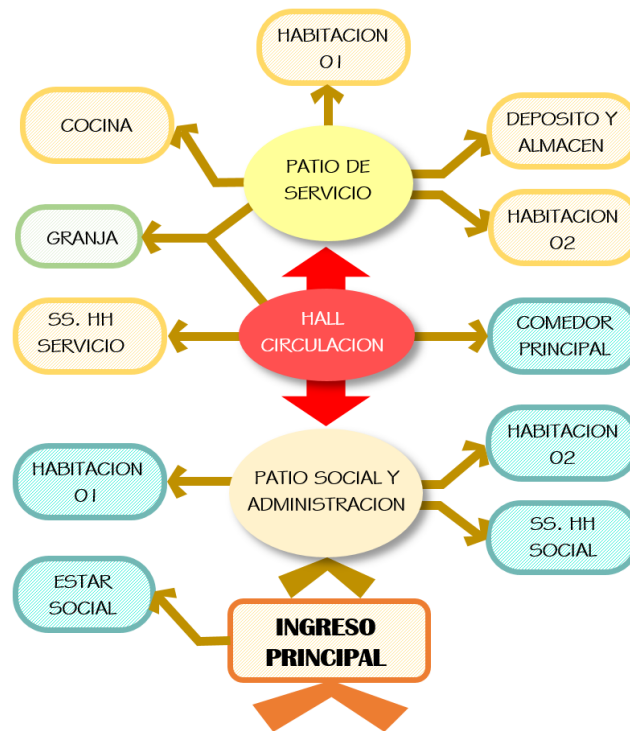 HABITACION
01
COCINA
DEPOSITO Y
ALMACEN
PATIO DE
SERVICIO
HABITACION
02
GRANJA
SS. HH
SERVICIO
HALL
CIRCULACION
COMEDOR
PRINCIPAL
HABITACION
02
HABITACION
01
PATIO SOCIAL Y
ADMINISTRACION
SS. HH
SOCIAL
ESTAR
SOCIAL
INGRESO
PRINCIPAL